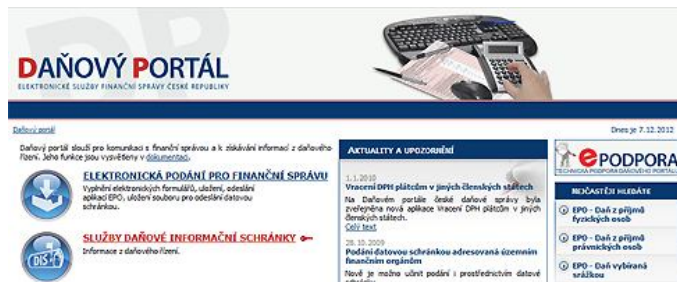 DAŇOVÝ PORTÁL
ELEKTRONICKÉ SLUŽBY FINANČNÍ SPRÁVY ČESKÉ REPUBLIKY
Daňový portál
Dnes je 7.12.2012
Daňový portál slouží pro komunikaci s finanční správou a k získávání informací z daňového
řízení. Jeho funkce jsou vysvětleny v dokumentaci.
ELEKTRONICKÁ PODÁNÍ PRO FINANČNÍ SPRÁVU
Vyplnění elektronických formulářů, uložení, odeslání
aplikací EPO, uložení souboru pro odeslání datovou
schránkou.
DIS
SLUŽBY DAŇOVÉ INFORMAČNÍ SCHRÁNKY
Informace z daňového řízení.
AKTUALITY A UPOZORNĚNÍ
1.1.2010
Vracení DPH plátcům v jiných členských státech
Na Daňovém portále české daňové správy byla
zveřejněna nová aplikace Vracení DPH plátcům v jiných
členských státech.
Celý text
28.10.2009
Podání datovou schránkou adresovaná územním
finančním orgánům
Nově je možno učinit podání i prostřednictvím datové
schránky
ePODPORA
TECHNICKÁ PODPORA DAŇOVÉHO PORTÁLU
NEJČASTĚJI HLEDÁTE
EPO - Daň z příjmů
fyzických osob
EPO - Daň z příjmů
právnických osob
EPO - Daň vybíraná
srážkou